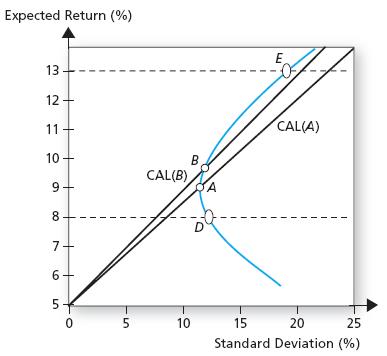 Expected Return (%)
E
13
12
11
CAL(A)
10
B
CAL(B)
9
A
8
D
7
6
5
0
5
10
15
20
25
Standard Deviation (%)